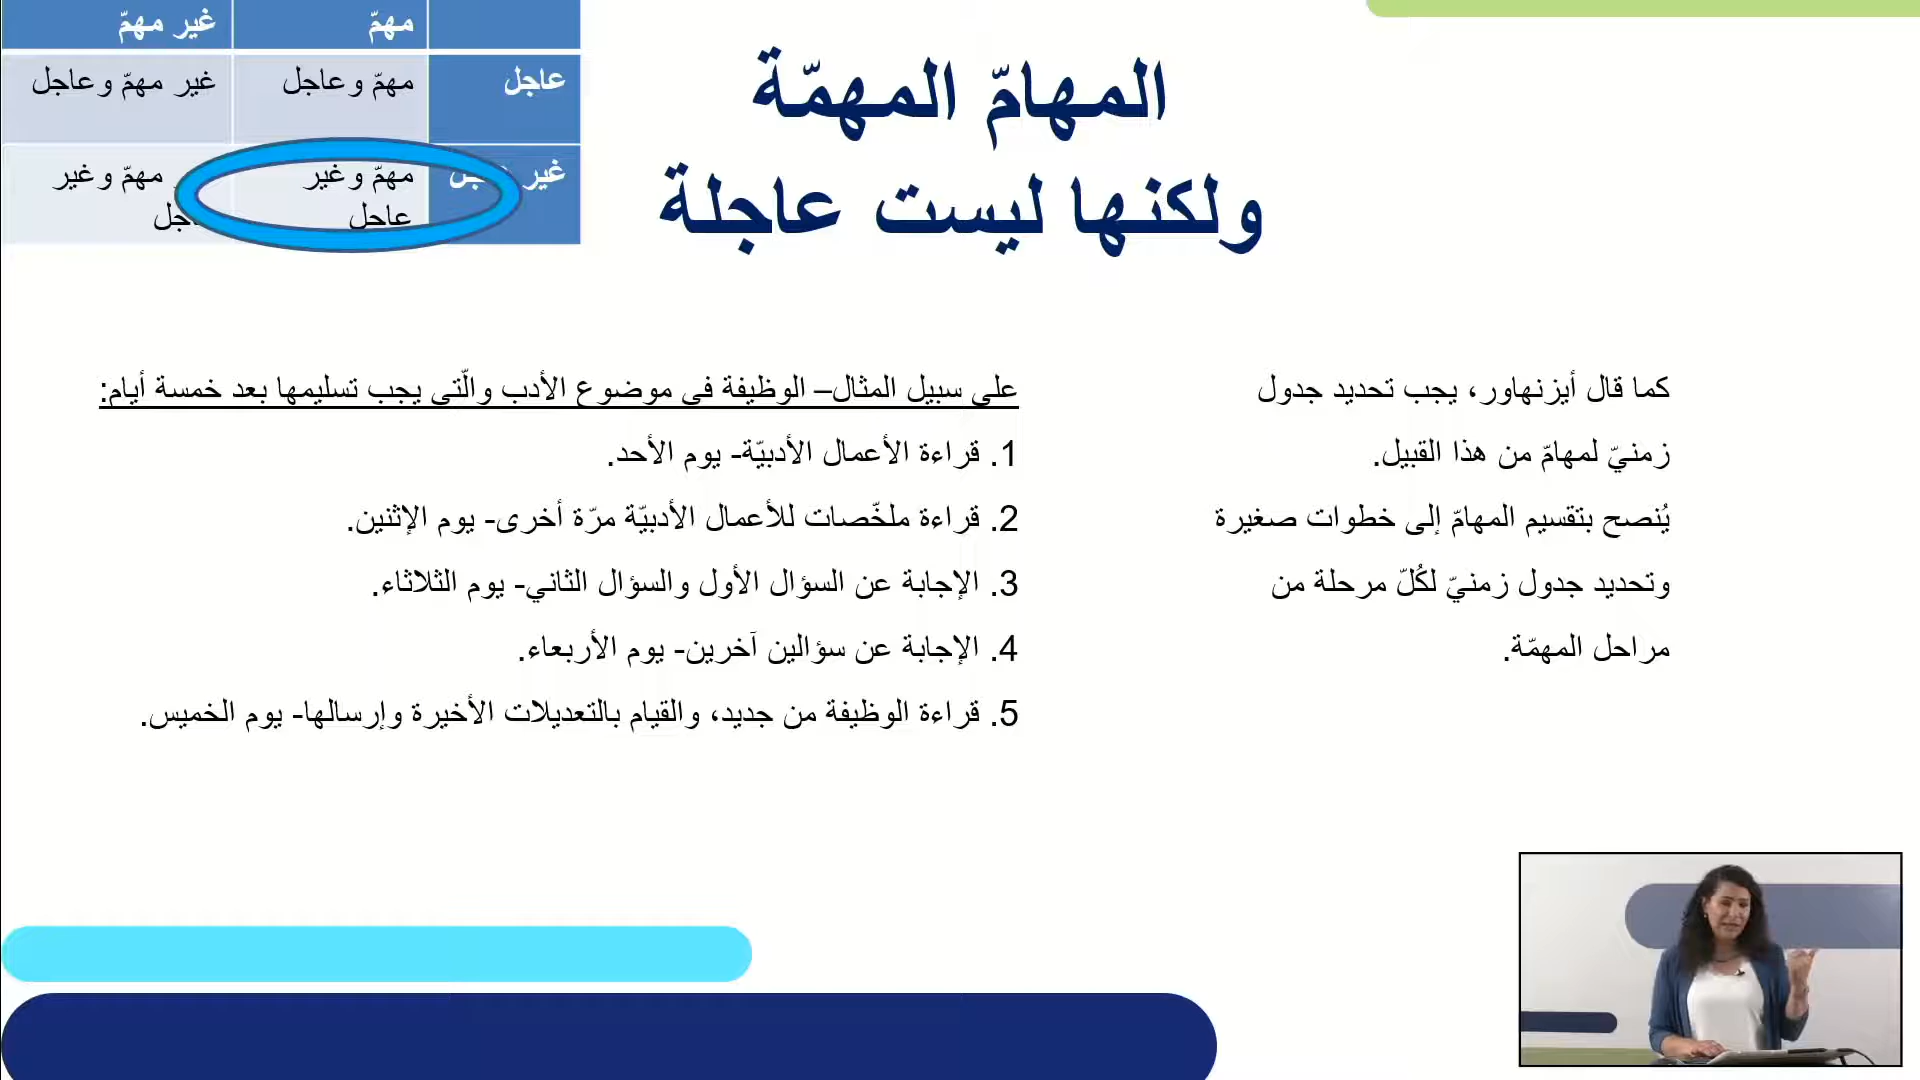 مهمّ غير مهمّ
عاجل مهمّ وعاجل غير مهمّ وعاجل
غير مهمّ وغير مهمّ وغير
عاجل
المهامّ المهمّة
ولكنها ليست عاجلة
كما قال أيزنهاور، يجب تحديد جدول
زمنيّ لمهامّ من هذا القبيل.
يُنصح بتقسيم المهامّ إلى خطوات صغيرة
وتحديد جدول زمنيّ لكُلّ مرحلة من
مراحل المهمّة.
على سبيل المثال– الوظيفة في موضوع الأدب والّتي يجب تسليمها بعد خمسة أيام:
1. قراءة الأعمال الأدبيّة- يوم الأحد.
2. قراءة ملخّصات للأعمال الأدبيّة مرّة أخرى- يوم الإثنين.
3. الإجابة عن السؤال الأول والسؤال الثاني- يوم الثلاثاء.
4. الإجابة عن سؤالين آخرين- يوم الأربعاء.
5. قراءة الوظيفة من جديد، والقيام بالتعديلات الأخيرة وإرسالها- يوم الخميس.